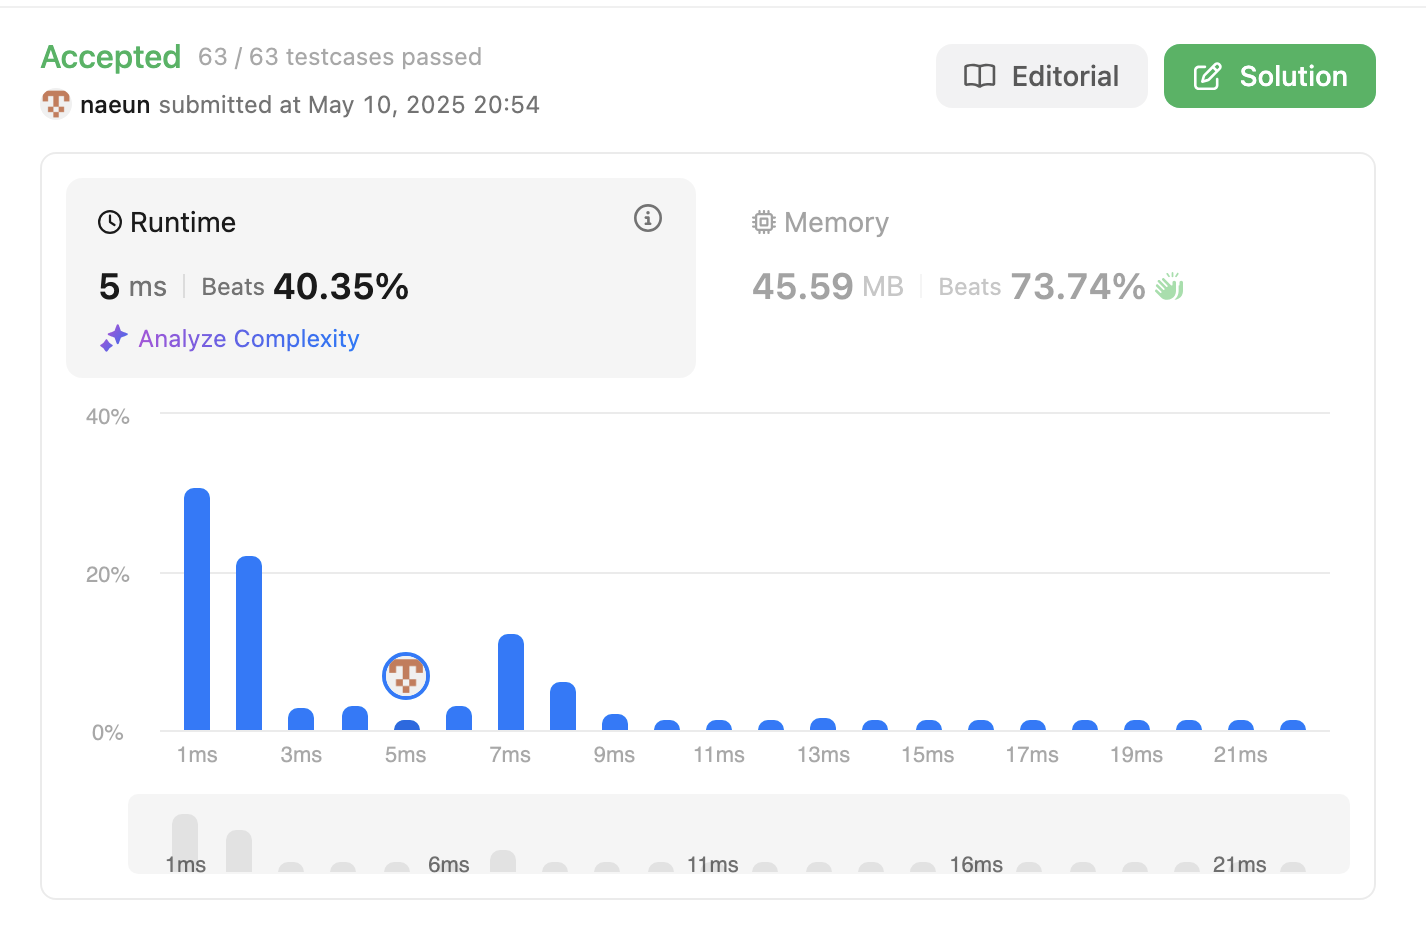 Accepted 63 / 63 testcases passed
naeun submitted at May 10, 2025 20:54
Editorial
Solution
Runtime
5 ms Beats 40.35%
Analyze Complexity
Memory
45.59 MB Beats 73.74%
40%
20%
0%
1ms 3ms 5ms 7ms 9ms 11ms 13ms 15ms 17ms 19ms 21ms
1ms 6ms 11ms 16ms 21ms